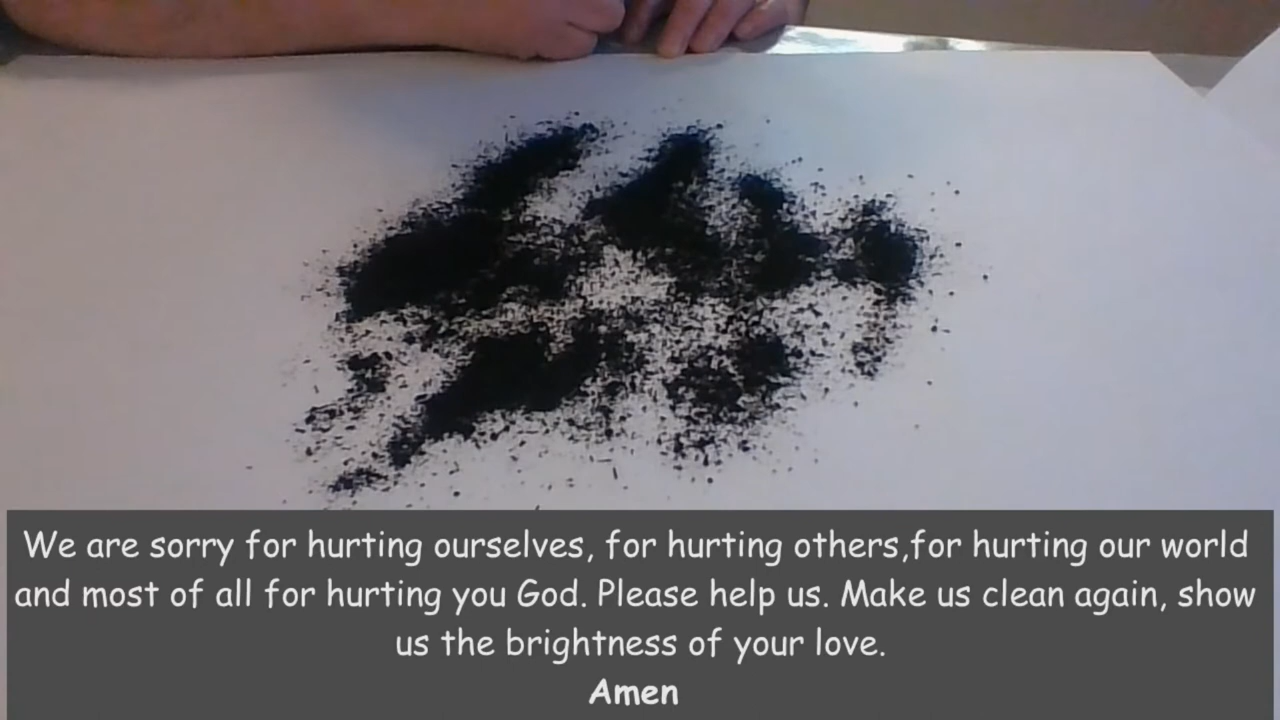 We are sorry for hurting ourselves, for hurting others,for hurting our world
and most of all for hurting you God. Please help us. Make us clean again, show
us the brightness of your love.
Amen